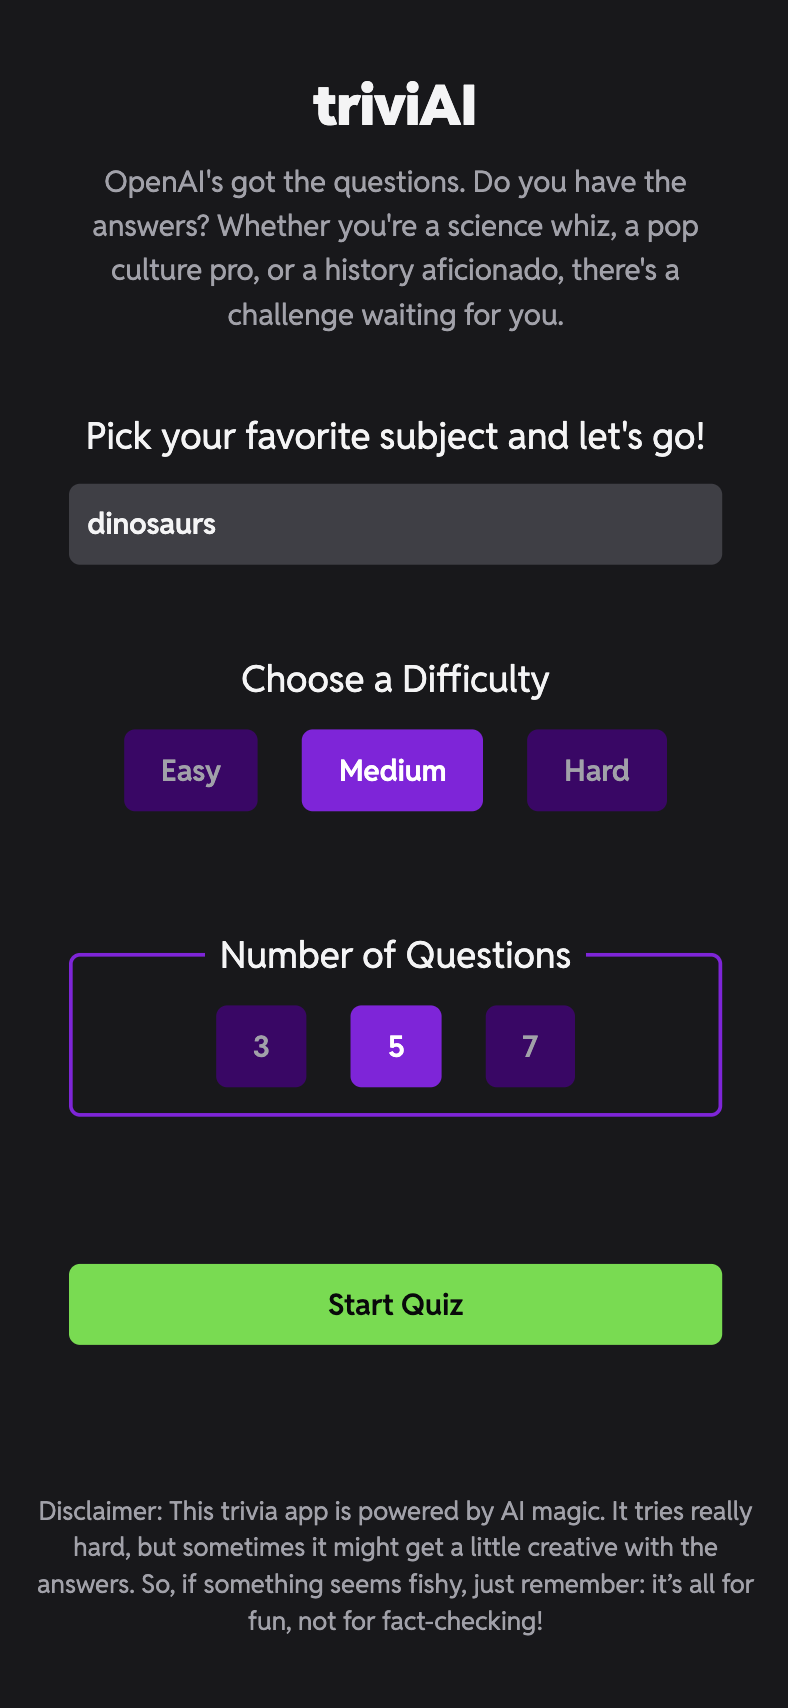 triviAI
OpenAI's got the questions. Do you have the
answers? Whether you're a science whiz, a pop
culture pro, or a history aficionado, there's a
challenge waiting for you.
Pick your favorite subject and let's go!
dinosaurs
Choose a Difficulty
Easy Medium Hard
Number of Questions
3 5 7
Start Quiz
Disclaimer: This trivia app is powered by AI magic. It tries really
hard, but sometimes it might get a little creative with the
answers. So, if something seems fishy, just remember: it’s all for
fun, not for fact-checking!